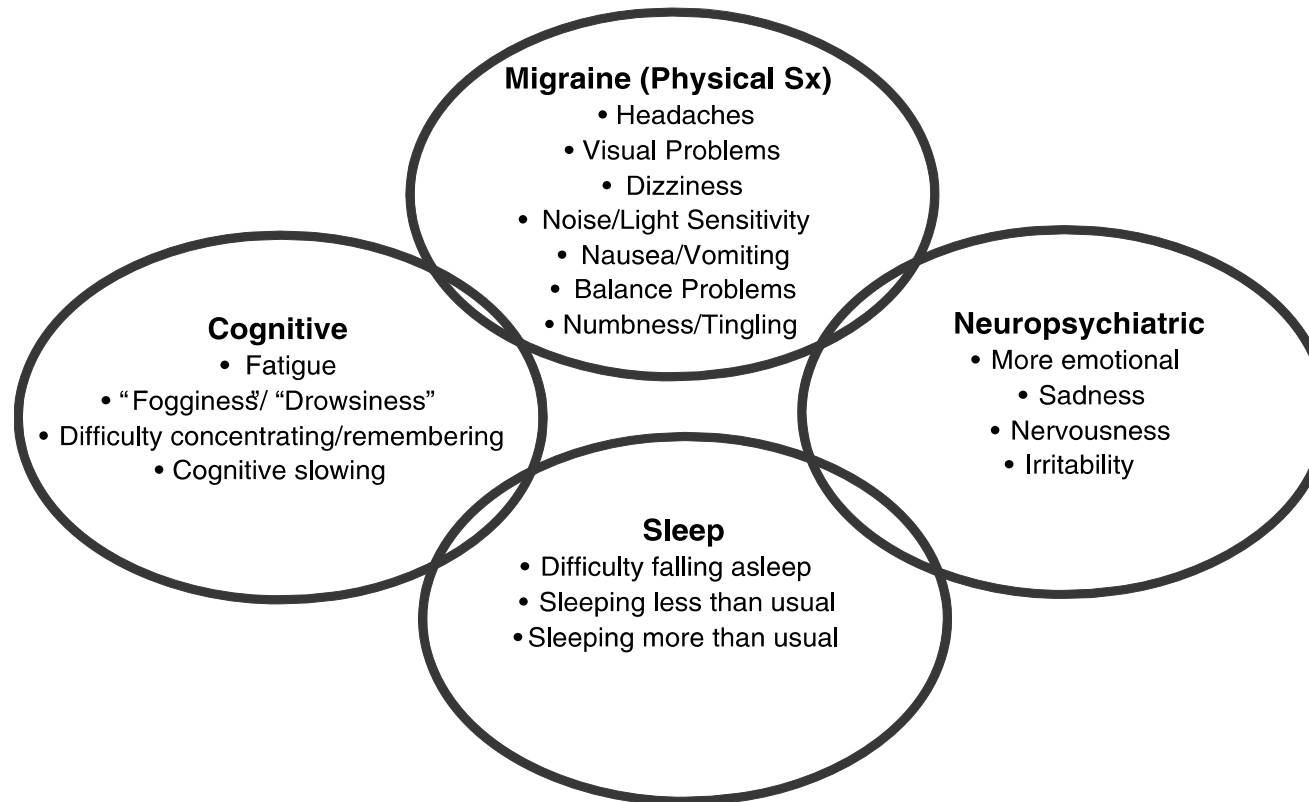 Migraine (Physical Sx)
• Headaches
• Visual Problems
• Dizziness
• Noise/Light Sensitivity
• Nausea/Vomiting
• Balance Problems
• Numbness/Tingling
Cognitive
• Fatigue
• “Fogginess”/ “Drowsiness”
• Difficulty concentrating/remembering
• Cognitive slowing
Neuropsychiatric
• More emotional
• Sadness
• Nervousness
• Irritability
Sleep
• Difficulty falling asleep
• Sleeping less than usual
• Sleeping more than usual